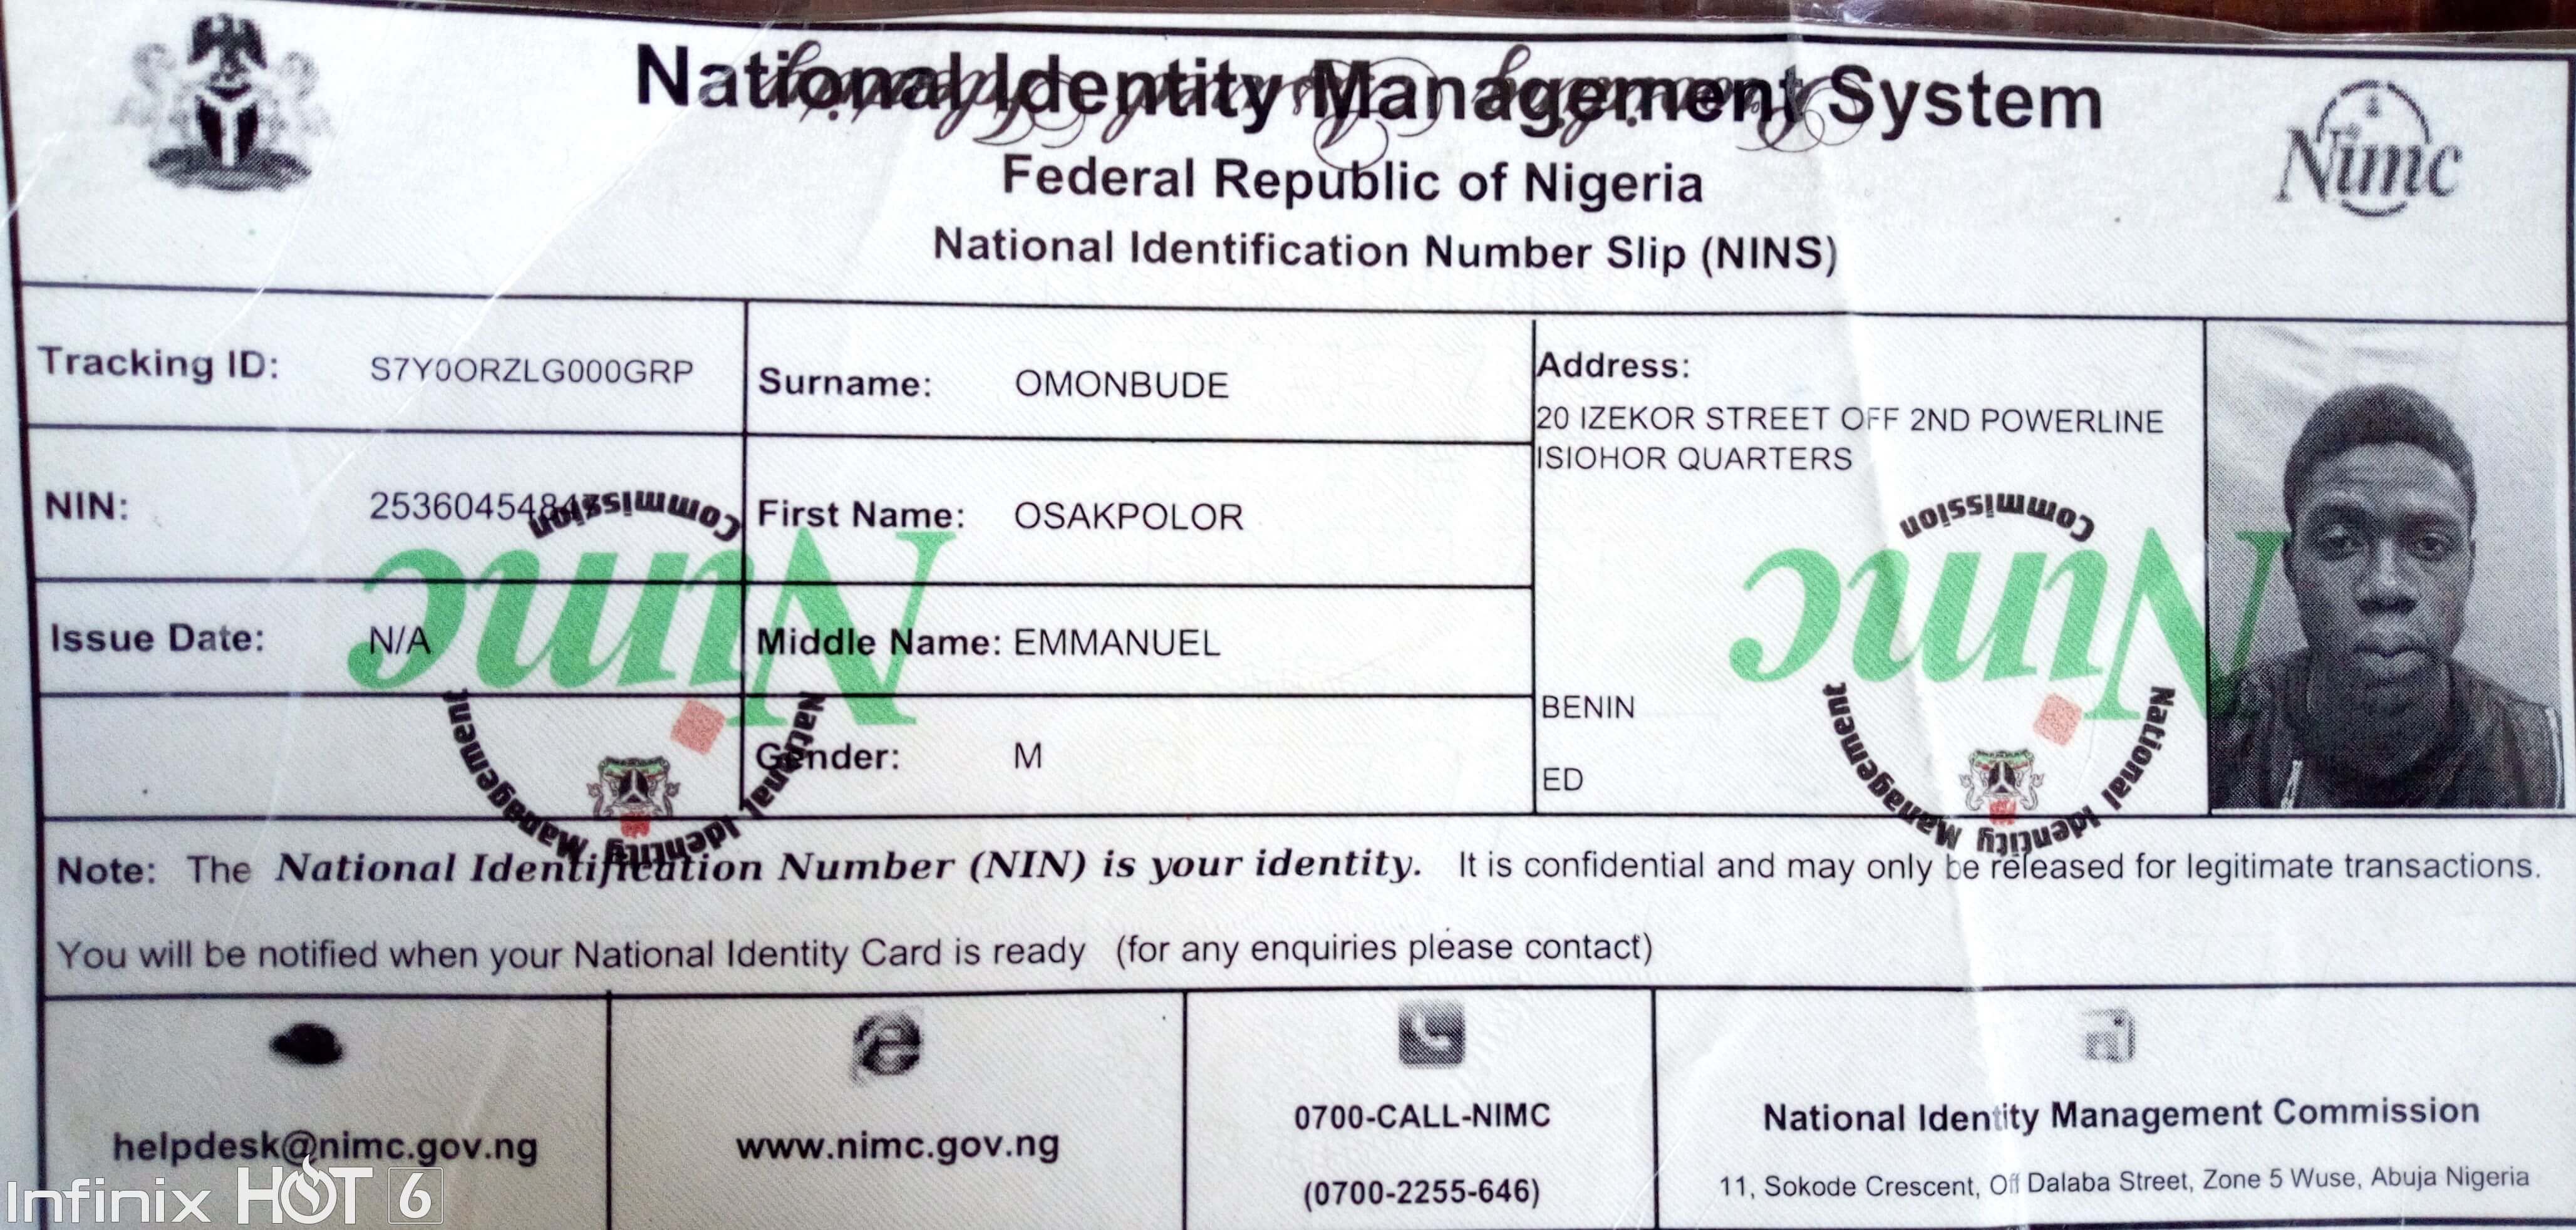 National Identity Management System
Federal Republic of Nigeria
National Identification Number Slip (NINS)
Nimc
Tracking ID: S7Y0ORZLG000GRP
Surname: OMONBUDE
Address:
20 IZEKOR STREET OFF 2ND POWERLINE
ISIOHOR QUARTERS
NIN:
First Name: OSAKPOLOR
Issue Date: N/A
Middle Name: EMMANUEL
BENIN
Gender: M
ED
Nimc
National Identity Management Commission
Nimc
National Identity Management Commission
Note: The National Identification Number (NIN) is your identity. It is confidential and may only be released for legitimate transactions.
You will be notified when your National Identity Card is ready (for any enquiries please contact)
helpdesk@nimc.gov.ng
www.nimc.gov.ng
0700-CALL-NIMC
(0700-2255-646)
National Identity Management Commission
11, Sokode Crescent, Off Dalaba Street, Zone 5 Wuse, Abuja Nigeria
Infinix HOT 6